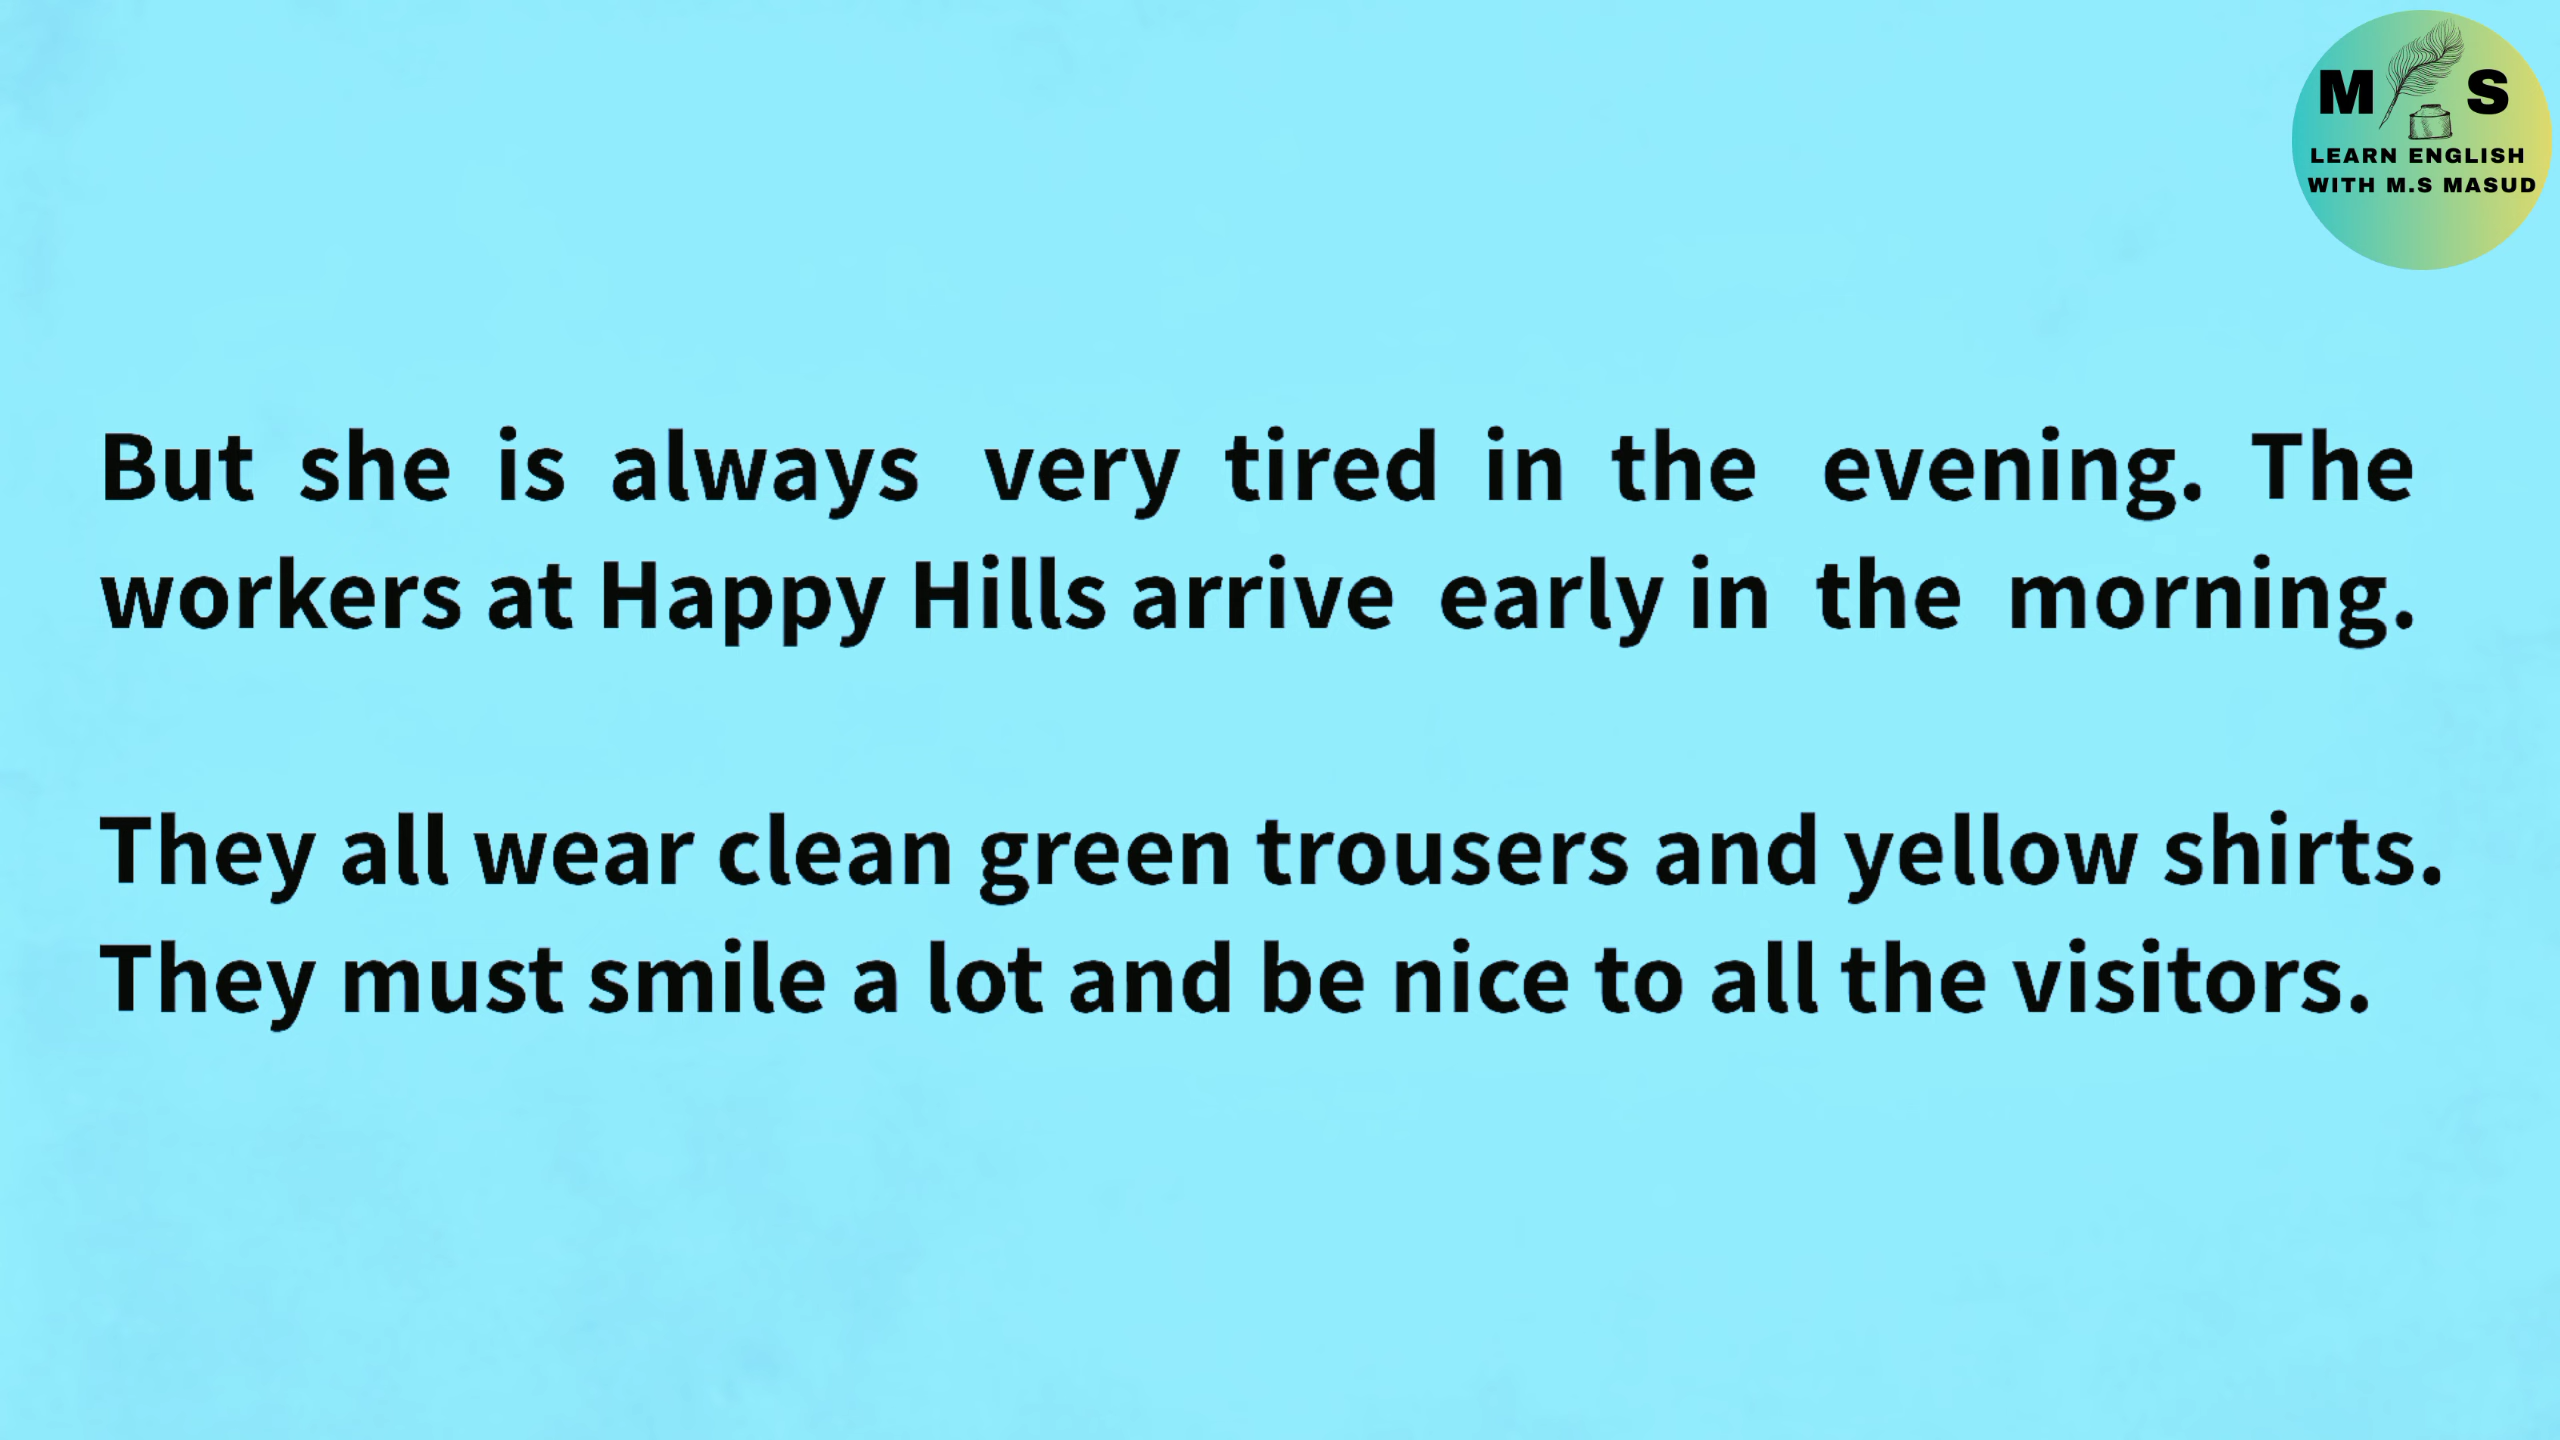 M S
LEARN ENGLISH
WITH M.S MASUD
But she is always very tired in the evening. The
workers at Happy Hills arrive early in the morning.
They all wear clean green trousers and yellow shirts.
They must smile a lot and be nice to all the visitors.